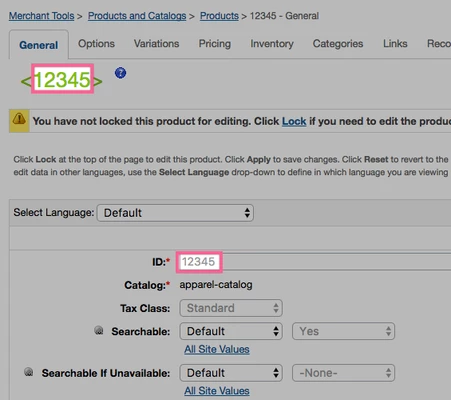 Merchant Tools > Products and Catalogs > Products > 12345 - General
General Options Variations Pricing Inventory Categories Links Reco
<12345> ?
You have not locked this product for editing. Click Lock if you need to edit the produc
Click Lock at the top of the page to edit this product. Click Apply to save changes. Click Reset to revert to the
edit data in other languages, use the Select Language drop-down to define in which language you are viewing
Select Language: Default
ID:* 12345
Catalog:* apparel-catalog
Tax Class: Standard
Searchable: Default Yes
All Site Values
Searchable If Unavailable: Default -None-
All Site Values